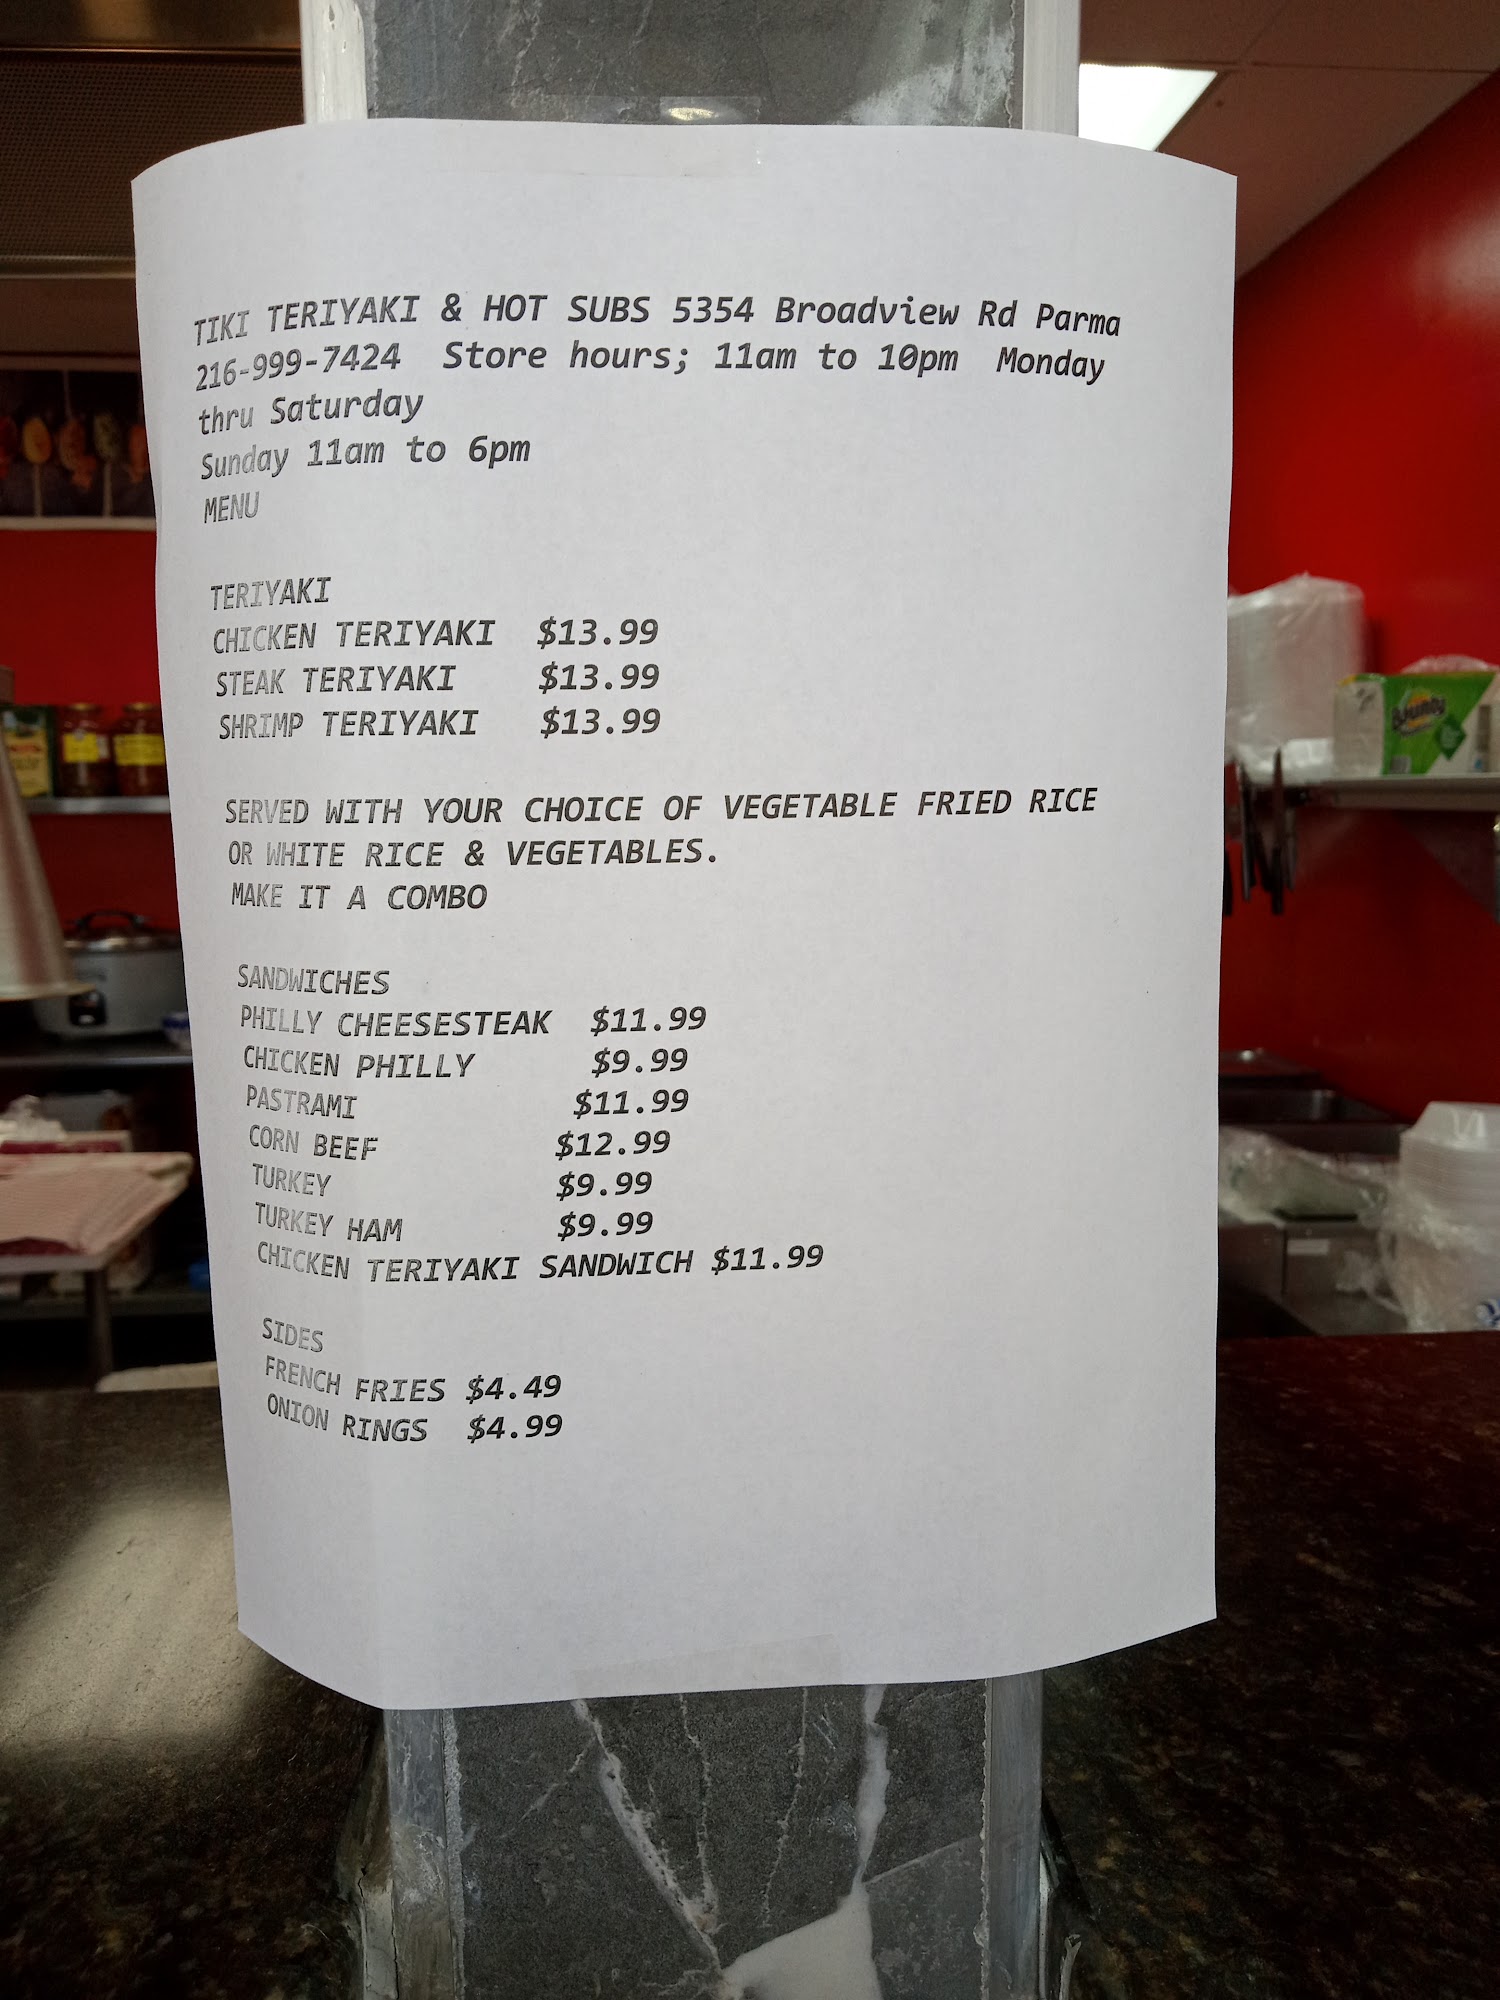 TIKI TERIYAKI & HOT SUBS 5354 Broadview Rd Parma
216-999-7424 Store hours; 11am to 10pm Monday
thru Saturday
Sunday 11am to 6pm
MENU
TERIYAKI
CHICKEN TERIYAKI $13.99
STEAK TERIYAKI $13.99
SHRIMP TERIYAKI $13.99
SERVED WITH YOUR CHOICE OF VEGETABLE FRIED RICE
OR WHITE RICE & VEGETABLES.
MAKE IT A COMBO
SANDWICHES
PHILLY CHEESESTEAK $11.99
CHICKEN PHILLY $9.99
PASTRAMI $11.99
CORN BEEF $12.99
TURKEY $9.99
TURKEY HAM $9.99
CHICKEN TERIYAKI SANDWICH $11.99
SIDES
FRENCH FRIES $4.49
ONION RINGS $4.99
Bounty